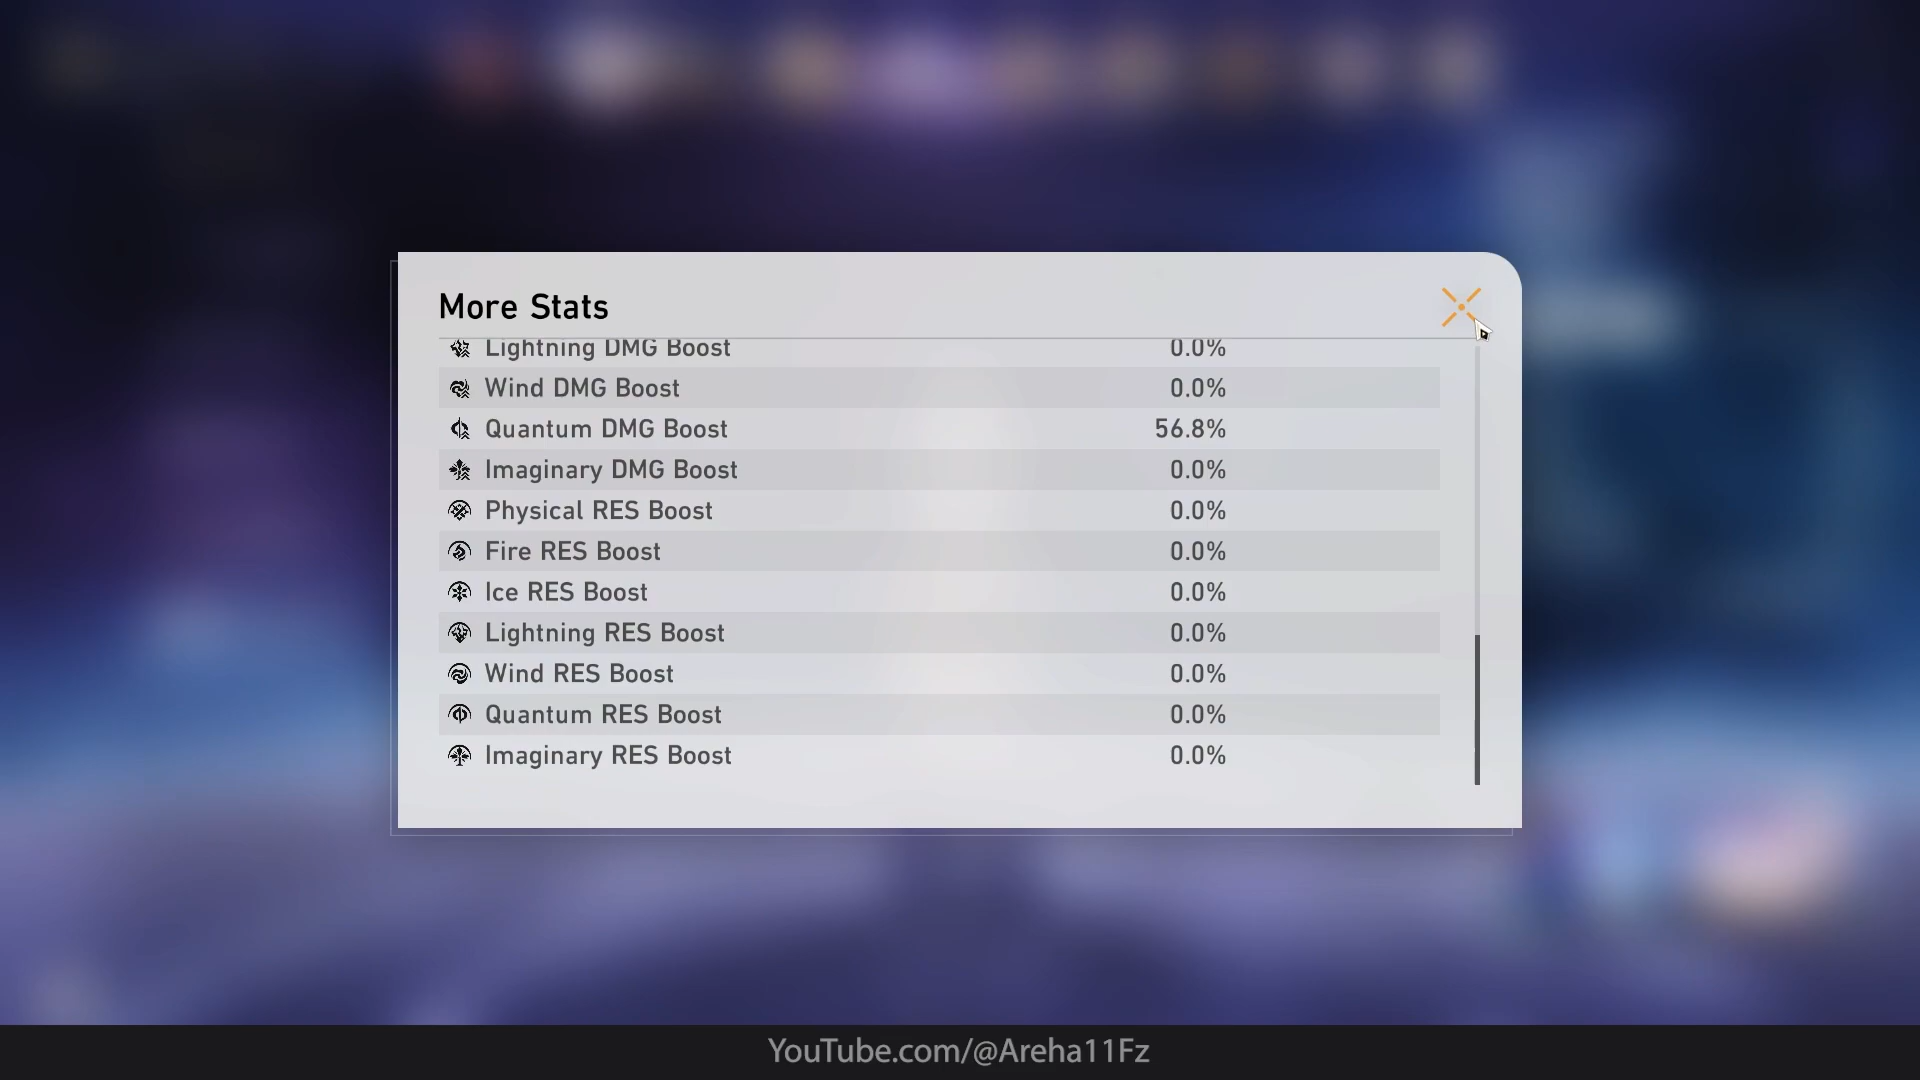 More Stats
Lightning DMG Boost 0.0%
Wind DMG Boost 0.0%
Quantum DMG Boost 56.8%
Imaginary DMG Boost 0.0%
Physical RES Boost 0.0%
Fire RES Boost 0.0%
Ice RES Boost 0.0%
Lightning RES Boost 0.0%
Wind RES Boost 0.0%
Quantum RES Boost 0.0%
Imaginary RES Boost 0.0%
YouTube.com/@Areha11Fz